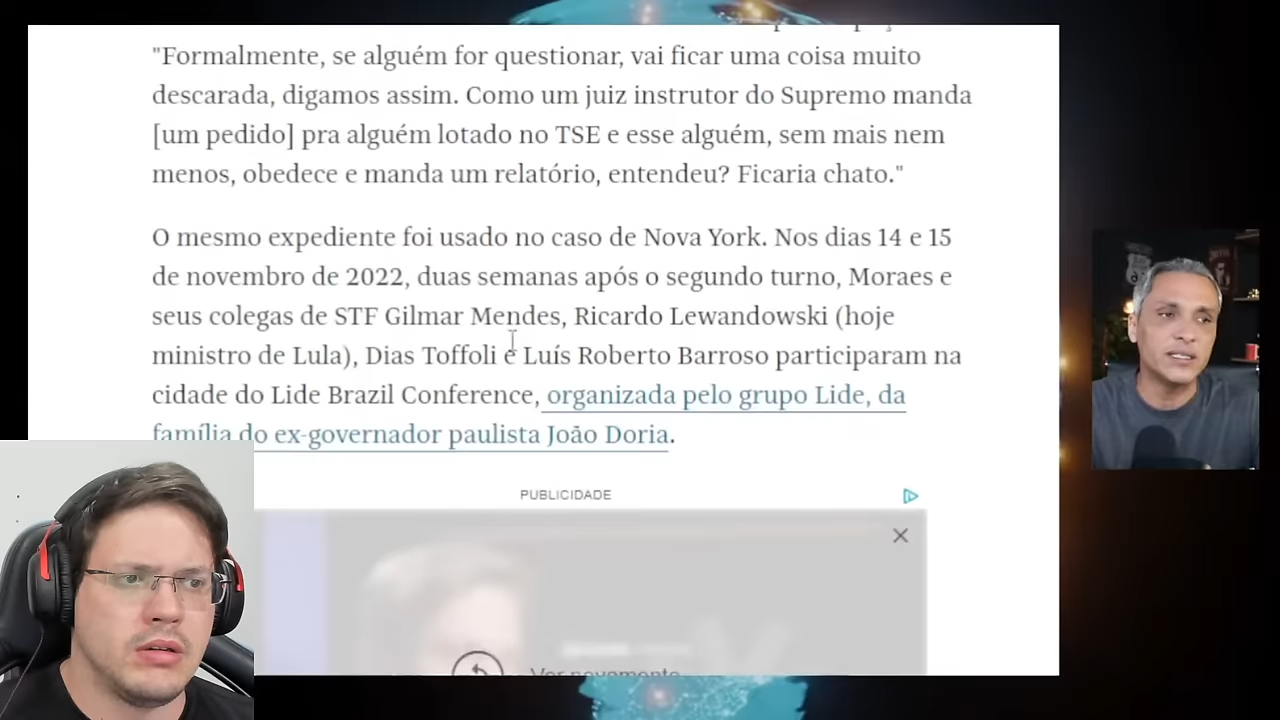 "Formalmente, se alguém for questionar, vai ficar uma coisa muito
descarada, digamos assim. Como um juiz instrutor do Supremo manda
[um pedido] pra alguém lotado no TSE e esse alguém, sem mais nem
menos, obedece e manda um relatório, entendeu? Ficaria chato."
O mesmo expediente foi usado no caso de Nova York. Nos dias 14 e 15
de novembro de 2022, duas semanas após o segundo turno, Moraes e
seus colegas de STF Gilmar Mendes, Ricardo Lewandowski (hoje
ministro de Lula), Dias Toffoli e Luís Roberto Barroso participaram na
cidade do Lide Brazil Conference, organizada pelo grupo Lide, da
família do ex-governador paulista João Doria.
PUBLICIDADE
Ver novamente